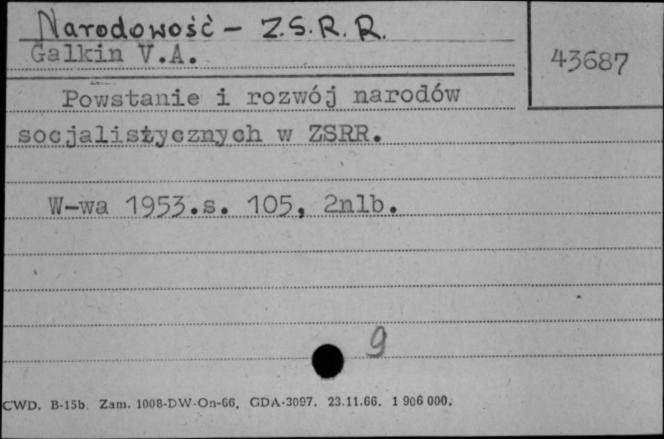 Narodowość - Z.S.R.R.
Galkin V.A.
43687
Powstanie i rozwój narodów
socjalistycznych w ZSRR.
W-wa 1953.s. 105, 2nlb.
9
CWD. B-15b. Zam. 1008-DW-On-66. GDA-3097. 23.11.66. 1 906 000.